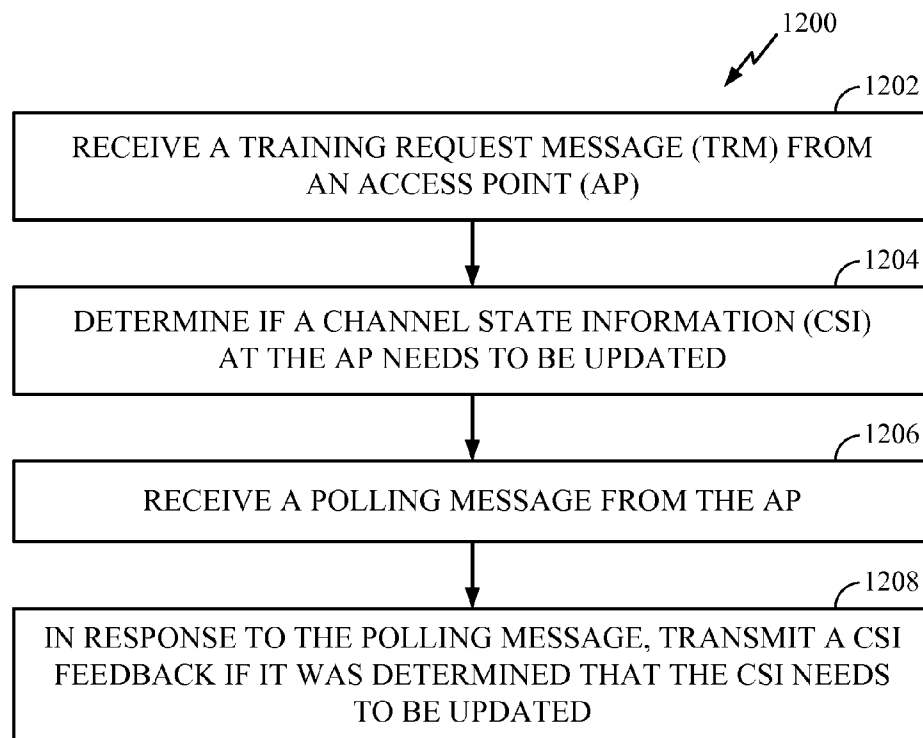 1200
1202
RECEIVE A TRAINING REQUEST MESSAGE (TRM) FROM
AN ACCESS POINT (AP)
1204
DETERMINE IF A CHANNEL STATE INFORMATION (CSI)
AT THE AP NEEDS TO BE UPDATED
1206
RECEIVE A POLLING MESSAGE FROM THE AP
1208
IN RESPONSE TO THE POLLING MESSAGE, TRANSMIT A CSI
FEEDBACK IF IT WAS DETERMINED THAT THE CSI NEEDS
TO BE UPDATED